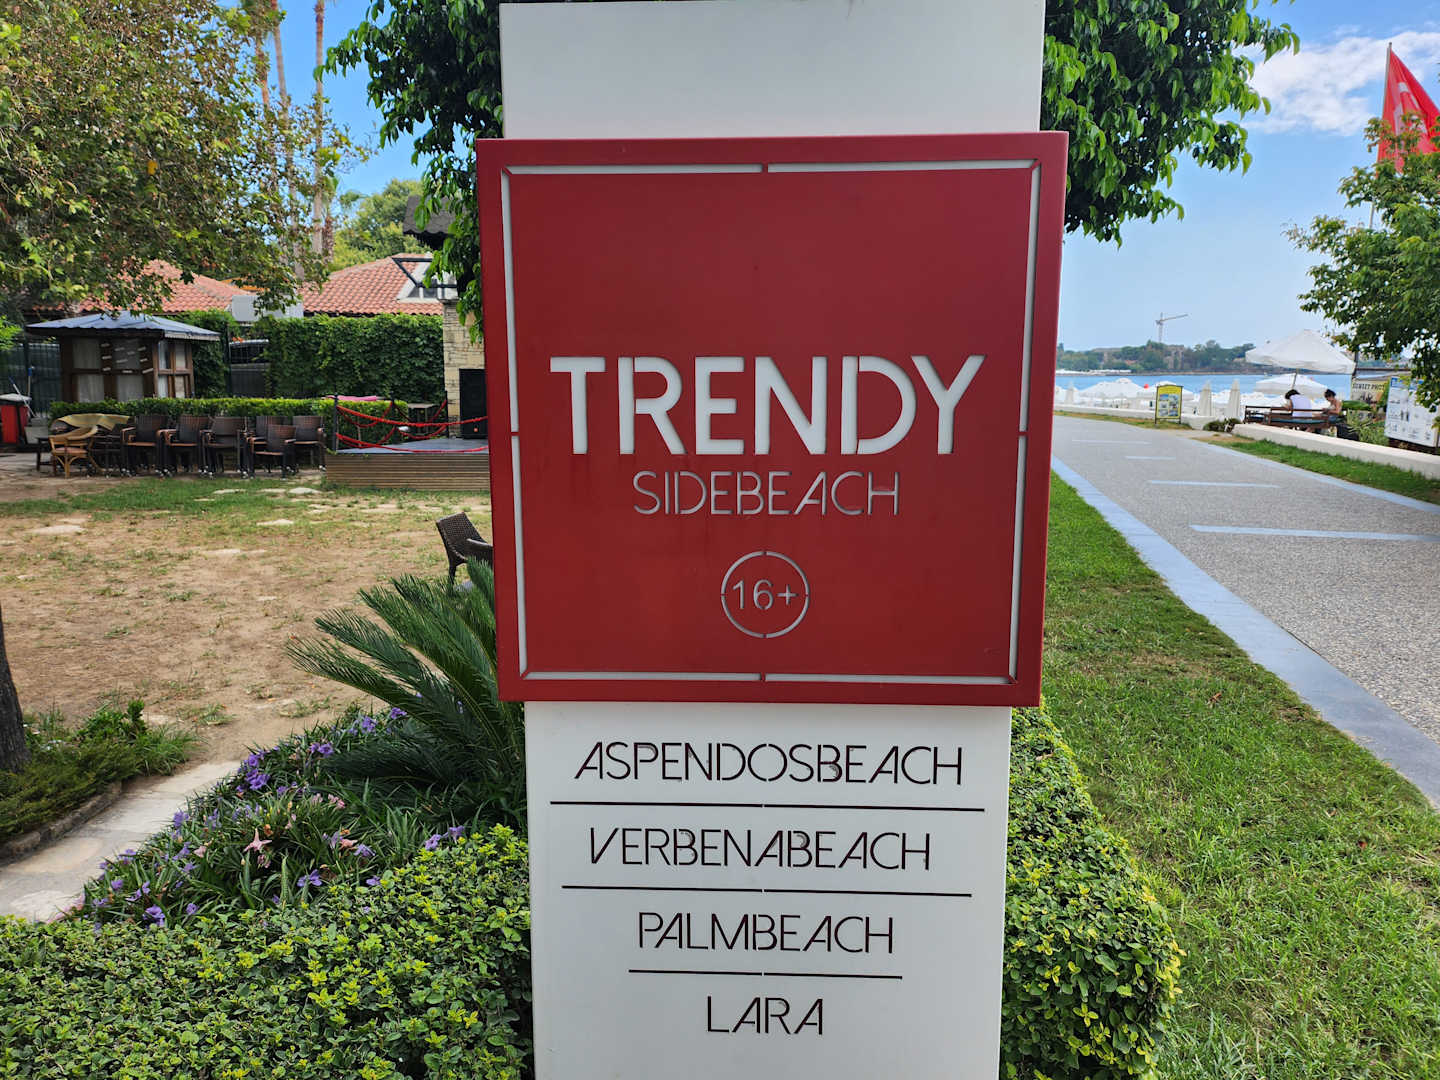 TRENDY
SIDEBEACH
16+
ASPENDOSBEACH
VERBENABEACH
PALMBEACH
LARA